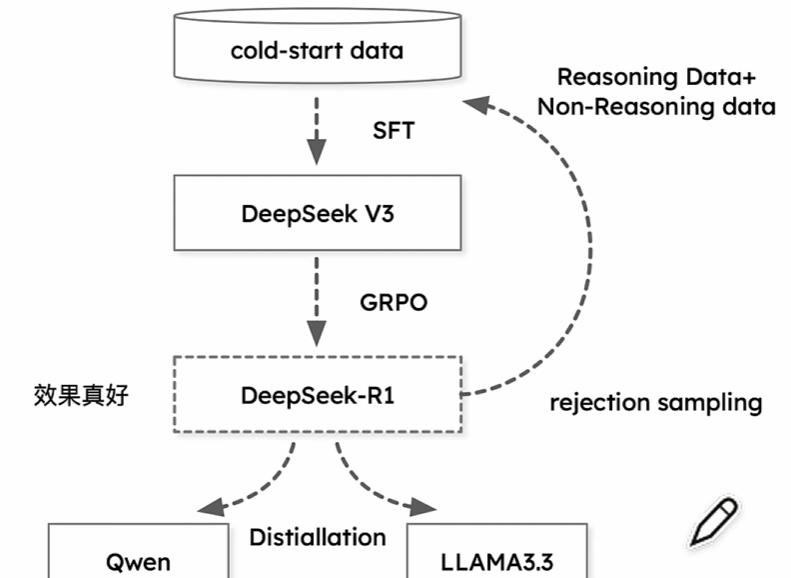 cold-start data
Reasoning Data+
Non-Reasoning data
SFT
DeepSeek V3
GRPO
效果真好
DeepSeek-R1
rejection sampling
Distiallation
Qwen
LLAMA3.3